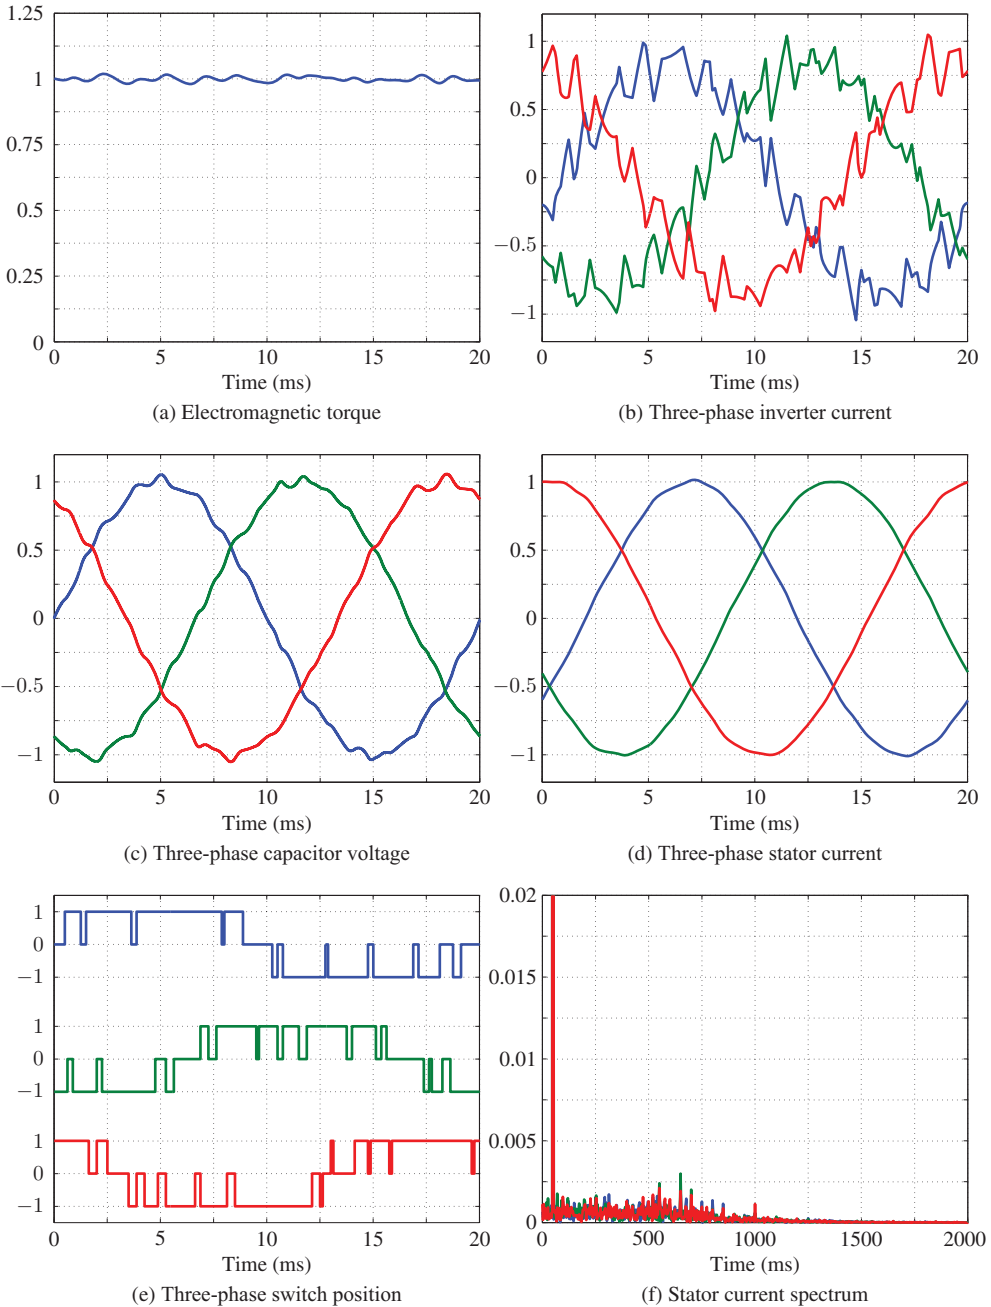 1.25
1
0.75
0.5
0.25
0
0 5 10 15 20
Time (ms)
(a) Electromagnetic torque
1
0.5
0
−0.5
−1
0 5 10 15 20
Time (ms)
(b) Three-phase inverter current
1
0.5
0
−0.5
−1
0 5 10 15 20
Time (ms)
(c) Three-phase capacitor voltage
1
0.5
0
−0.5
−1
0 5 10 15 20
Time (ms)
(d) Three-phase stator current
1
0
−1
1
0
−1
1
0
−1
0 5 10 15 20
Time (ms)
(e) Three-phase switch position
0.02
0.015
0.01
0.005
0
0 500 1000 1500 2000
Time (ms)
(f) Stator current spectrum